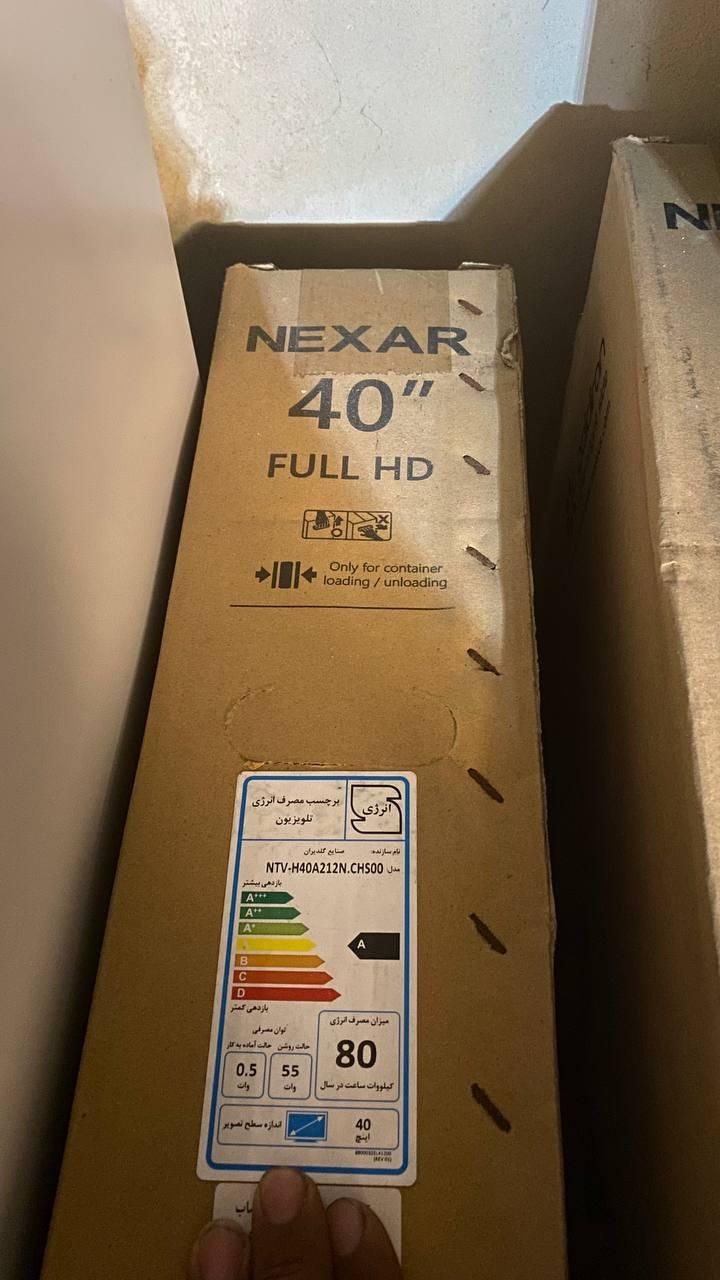 NEXAR
40"
FULL HD
Only for container
loading / unloading
برچسب مصرف انرژی
تلویزیون
انرژی
نام سازنده: صنایع گلدیران
مدل: NTV-H40A212N.CHS00
بازدهی بیشتر
A+++
A++
A+
A
B
C
D
A
بازدهی کمتر
توان مصرفی
حالت روشن
55
وات
حالت آماده به کار
0.5
وات
میزان مصرف انرژی
80
کیلووات ساعت در سال
اندازه سطح تصویر
40
اینچ
(REV 01)